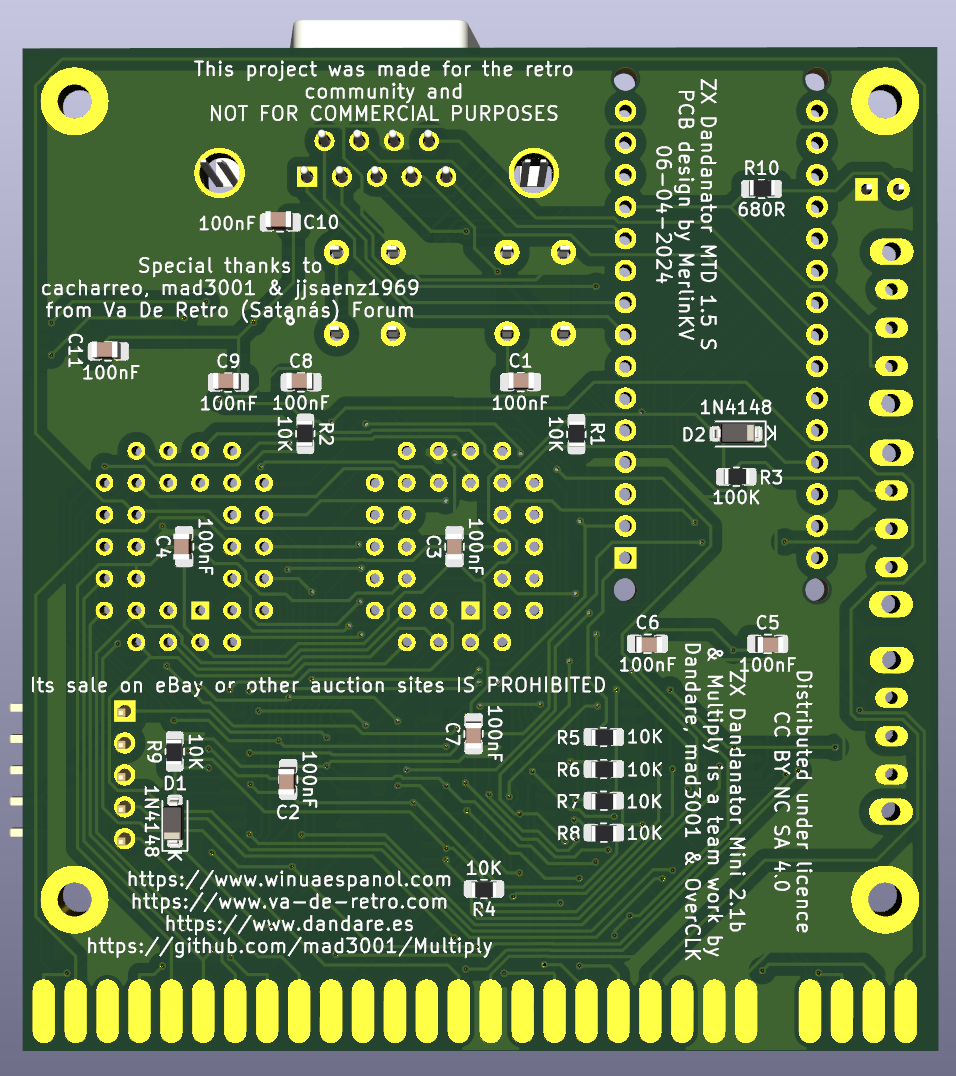 This project was made for the retro
community and
NOT FOR COMMERCIAL PURPOSES
ZX Dandanator MTD 1.5 S
PCB design by MerlinKV
06-04-2024
R10
680R
100nF C10
Special thanks to
cacharreo, mad3001 & jjsaenz1969
from Va De Retro (Satanás) Forum
C11
100nF
C9
100nF
C8
100nF
C1
100nF
10K R2
10K R1
1N4148
D2 K
R3
100K
C4 100nF
C3 100nF
C6
100nF
C5
100nF
Its sale on eBay or other auction sites IS PROHIBITED
R9 10K
D1
1N4148
K
100nF
C2
C7 100nF
R5 10K
R6 10K
R7 10K
R8 10K
ZX Dandanator Mini 2.1b
& Multiply is a team work by
Dandare, mad3001 & OverCLK
Distributed under licence
CC BY NC SA 4.0
10K
R4
https://www.winuaespanol.com
https://www.va-de-retro.com
https://www.dandare.es
https://github.com/mad3001/Multiply